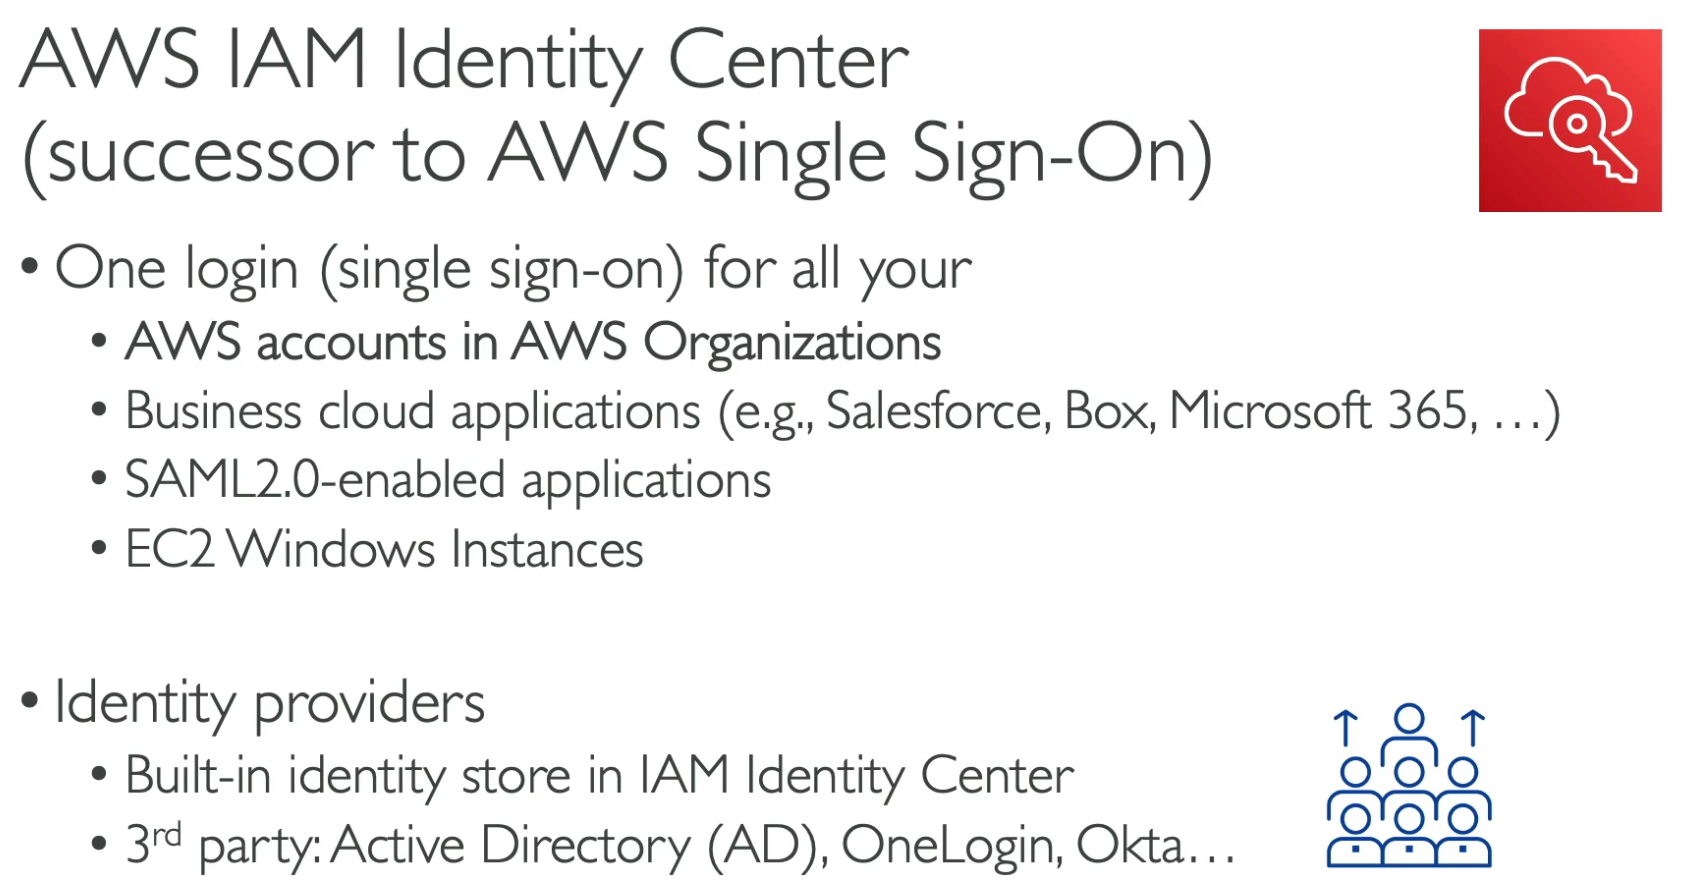 AWS IAM Identity Center
(successor to AWS Single Sign-On)
• One login (single sign-on) for all your
• AWS accounts in AWS Organizations
• Business cloud applications (e.g., Salesforce, Box, Microsoft 365, …)
• SAML2.0-enabled applications
• EC2 Windows Instances
• Identity providers
• Built-in identity store in IAM Identity Center
• 3rd party: Active Directory (AD), OneLogin, Okta…